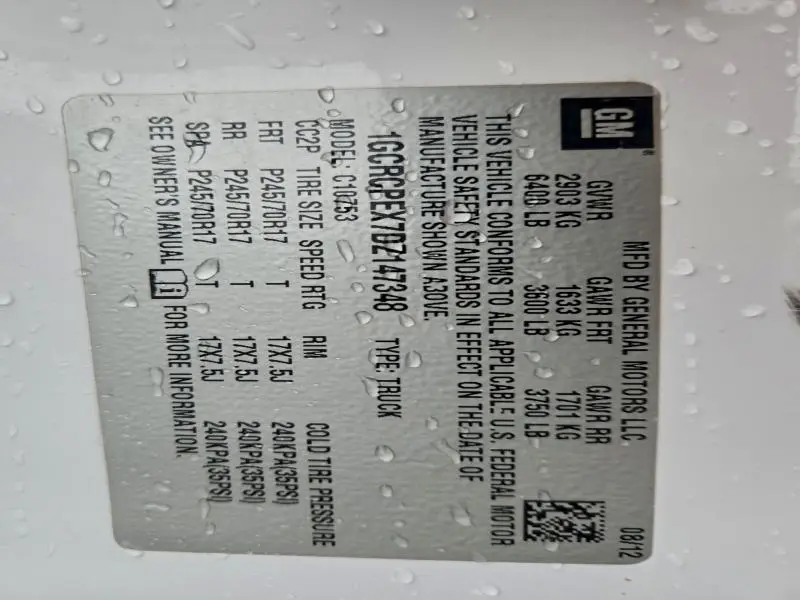 GM
MFD BY GENERAL MOTORS LLC 08/12
GVWR GAWR FRT GAWR RR
2903 KG 1633 KG 1701 KG
6400 LB 3600 LB 3750 LB
THIS VEHICLE CONFORMS TO ALL APPLICABLE U.S. FEDERAL MOTOR
VEHICLE SAFETY STANDARDS IN EFFECT ON THE DATE OF
MANUFACTURE SHOWN ABOVE.
1GCRCPEX7DZ147348 TYPE: TRUCK
MODEL: C10753
CC2P TIRE SIZE SPEED RTG RIM COLD TIRE PRESSURE
FRT P245/70R17 T 17X7.5J 240KPA(35PSI)
RR P245/70R17 T 17X7.5J 240KPA(35PSI)
SPA P245/70R17 T 17X7.5J 240KPA(35PSI)
SEE OWNER'S MANUAL FOR MORE INFORMATION.